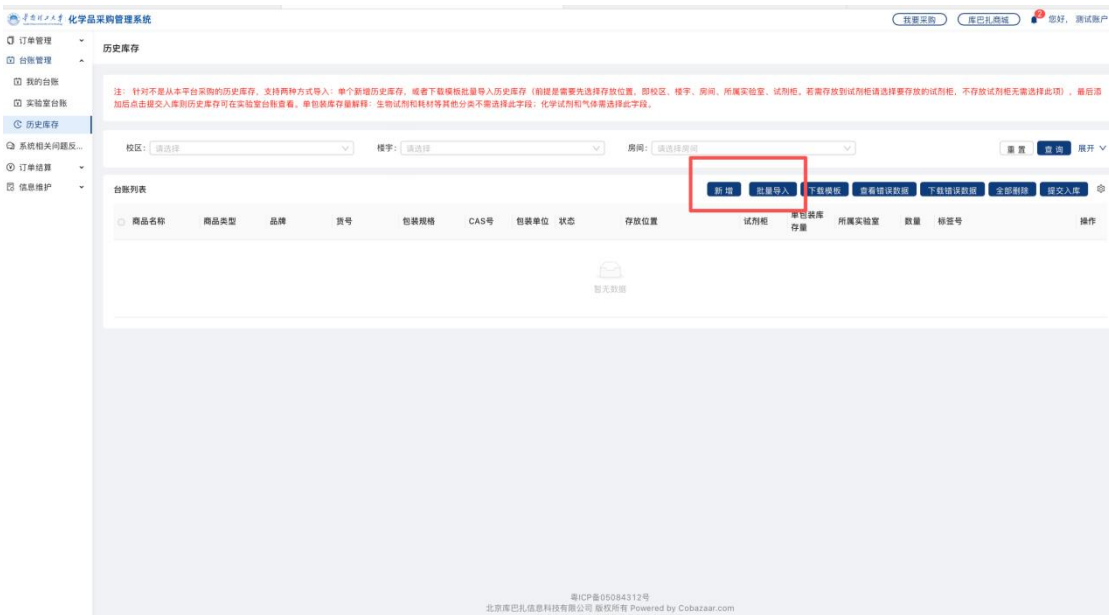 华南理工大学 化学品采购管理系统
我要采购 库巴扎商城 2 您好, 测试账户
订单管理
台账管理
我的台账
实验室台账
历史库存
系统相关问题反...
订单结算
信息维护
历史库存
注: 针对不是从本平台采购的历史库存, 支持两种方式导入: 单个新增历史库存, 或者下载模板批量导入历史库存 (前提是需要先选择存放位置, 即校区、楼宇、房间、所属实验室、试剂柜, 若需存放到试剂柜请选择要存放的试剂柜, 不存放试剂柜无需选择此项) , 最后添
加后点击提交入库则历史库存可在实验室台账查看。单包装库存量解释: 生物试剂和耗材等其他分类不需选择此字段; 化学试剂和气体需选择此字段。
校区: 请选择 楼宇: 请选择 房间: 请选择房间 重置 查询 展开
台账列表 新增 批量导入 下载模板 查看错误数据 下载错误数据 全部删除 提交入库
商品名称 商品类型 品牌 货号 包装规格 CAS号 包装单位 状态 存放位置 试剂柜 单包装库 所属实验室 数量 标签号 操作
存量
暂无数据
粤ICP备05084312号
北京库巴扎信息科技有限公司 版权所有 Powered by Cobazaar.com